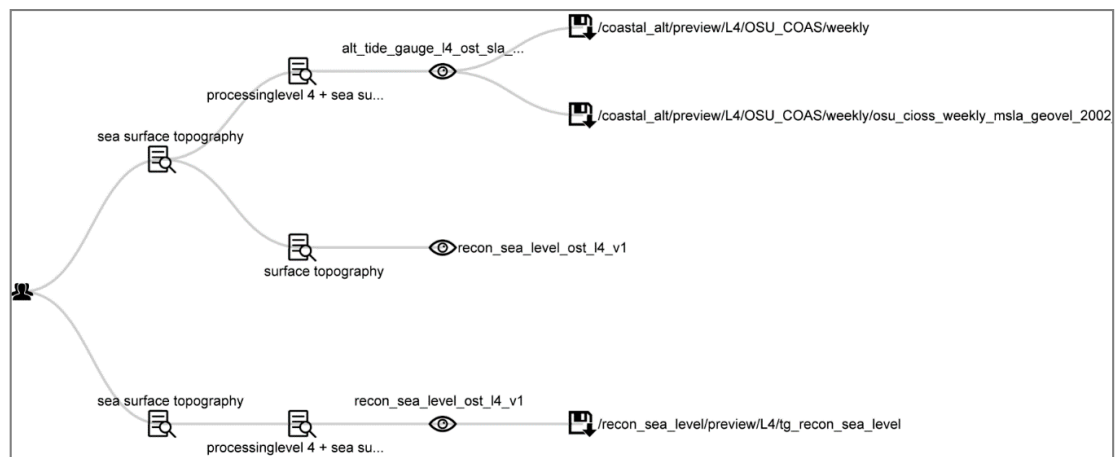 /coastal_alt/preview/L4/OSU_COAS/weekly
alt_tide_gauge_l4_ost_sla_...
processinglevel 4 + sea su...
/coastal_alt/preview/L4/OSU_COAS/weekly/osu_cioss_weekly_msla_geovel_2002
sea surface topography
recon_sea_level_ost_l4_v1
surface topography
sea surface topography
recon_sea_level_ost_l4_v1
/recon_sea_level/preview/L4/tg_recon_sea_level
processinglevel 4 + sea su...